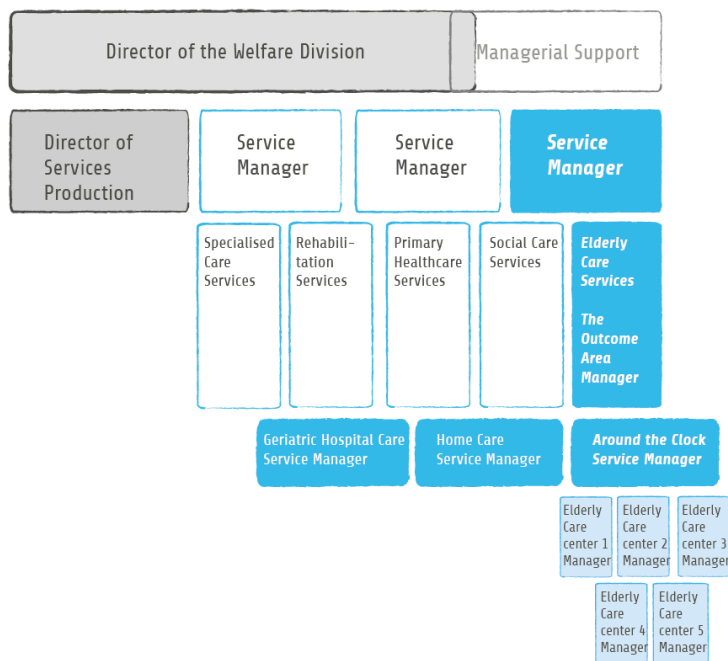 Director of the Welfare Division
Managerial Support
Director of
Services
Production
Service
Manager
Service
Manager
Service
Manager
Specialised
Care
Services
Rehabili-
tation
Services
Primary
Healthcare
Services
Social Care
Services
Elderly
Care
Services
The
Outcome
Area
Manager
Geriatric Hospital Care
Service Manager
Home Care
Service Manager
Around the Clock
Service Manager
Elderly
Care
center 1
Manager
Elderly
Care
center 2
Manager
Elderly
Care
center 3
Manager
Elderly
Care
center 4
Manager
Elderly
Care
center 5
Manager